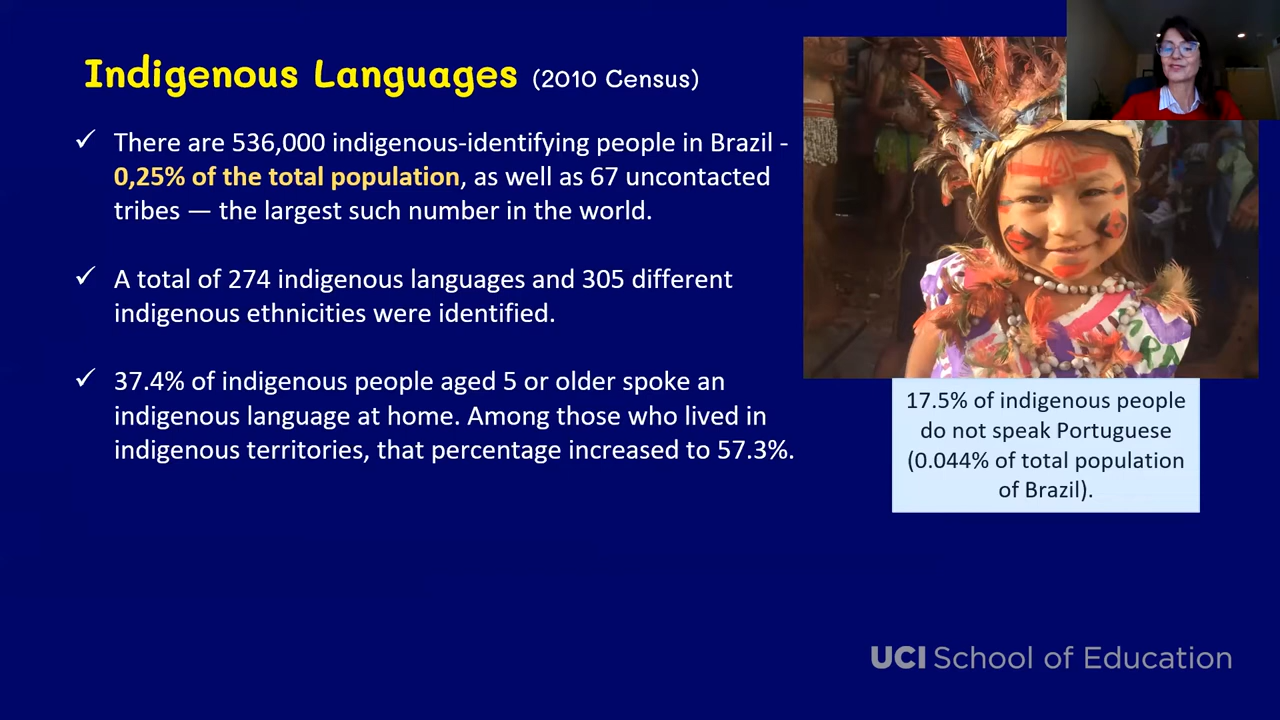 Indigenous Languages (2010 Census)
✓ There are 536,000 indigenous-identifying people in Brazil -
0,25% of the total population, as well as 67 uncontacted
tribes — the largest such number in the world.
✓ A total of 274 indigenous languages and 305 different
indigenous ethnicities were identified.
✓ 37.4% of indigenous people aged 5 or older spoke an
indigenous language at home. Among those who lived in
indigenous territories, that percentage increased to 57.3%.
17.5% of indigenous people
do not speak Portuguese
(0.044% of total population
of Brazil).
UCI School of Education